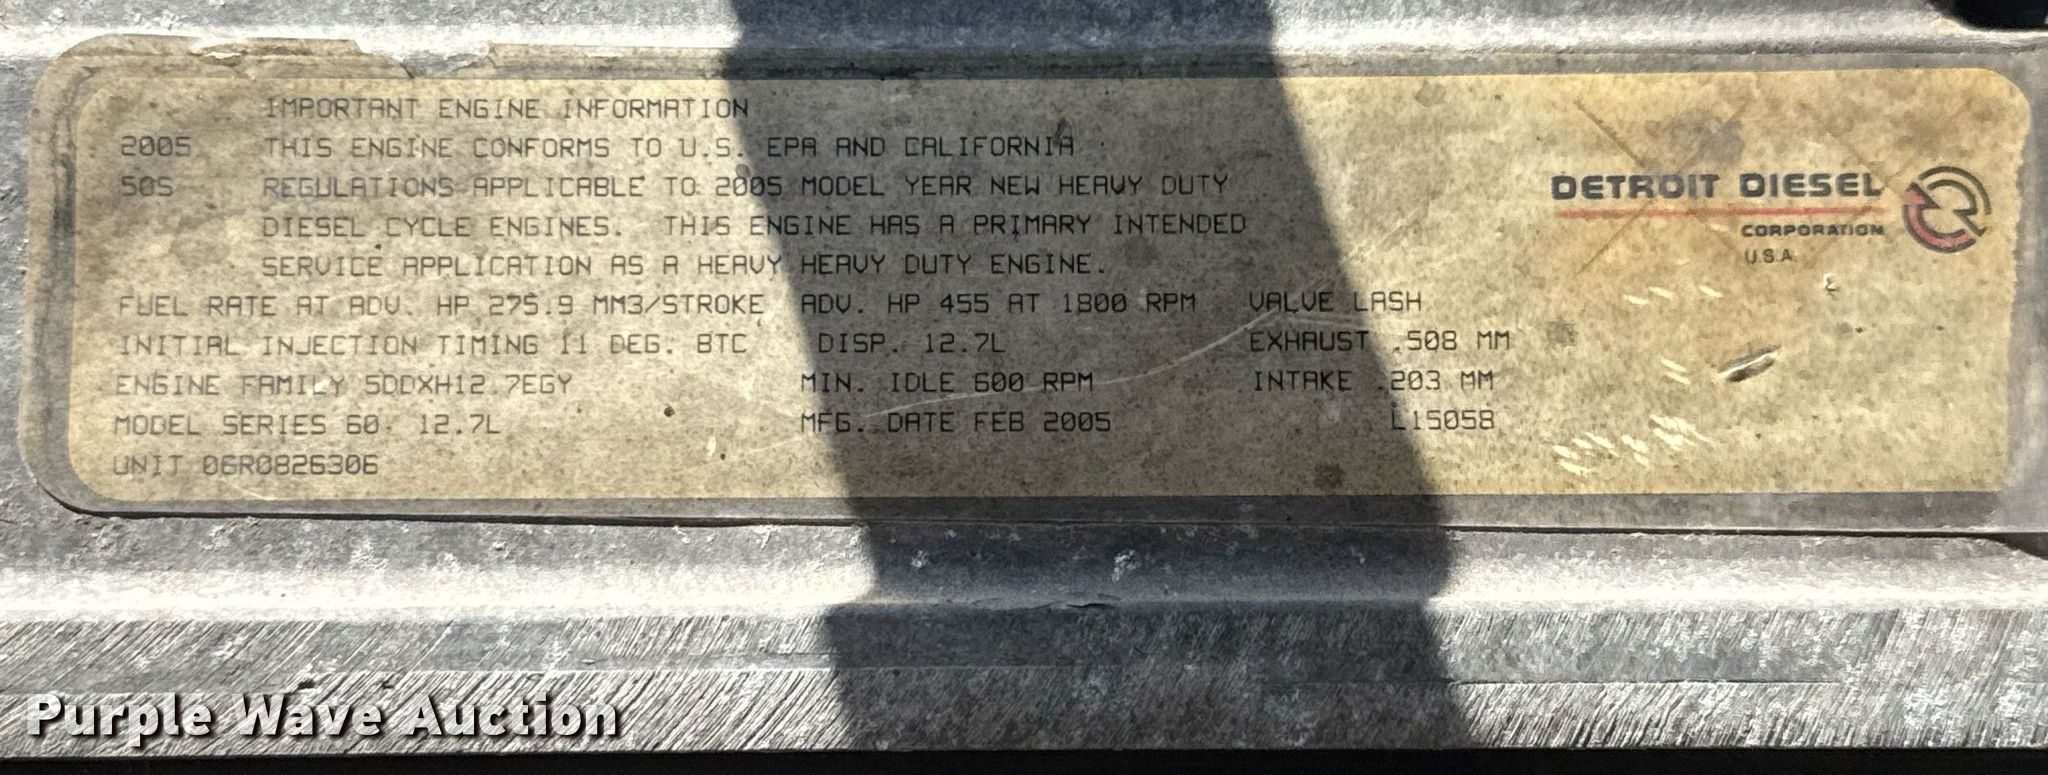 IMPORTANT ENGINE INFORMATION
2005 THIS ENGINE CONFORMS TO U.S. EPA AND CALIFORNIA
505 REGULATIONS APPLICABLE TO 2005 MODEL YEAR NEW HEAVY DUTY
DIESEL CYCLE ENGINES. THIS ENGINE HAS A PRIMARY INTENDED
SERVICE APPLICATION AS A HEAVY HEAVY DUTY ENGINE.
FUEL RATE AT ADV. HP 275.9 MM3/STROKE ADV. HP 455 AT 1800 RPM VALVE LASH
INITIAL INJECTION TIMING 11 DEG. BTC DISP. 12.7L EXHAUST .508 MM
ENGINE FAMILY 5DDXH12.7EGY MIN. IDLE 600 RPM INTAKE .203 MM
MODEL SERIES 60 12.7L MFG. DATE FEB 2005 L15058
UNIT 06R0826306
DETROIT DIESEL
CORPORATION
U.S.A.
Purple Wave Auction